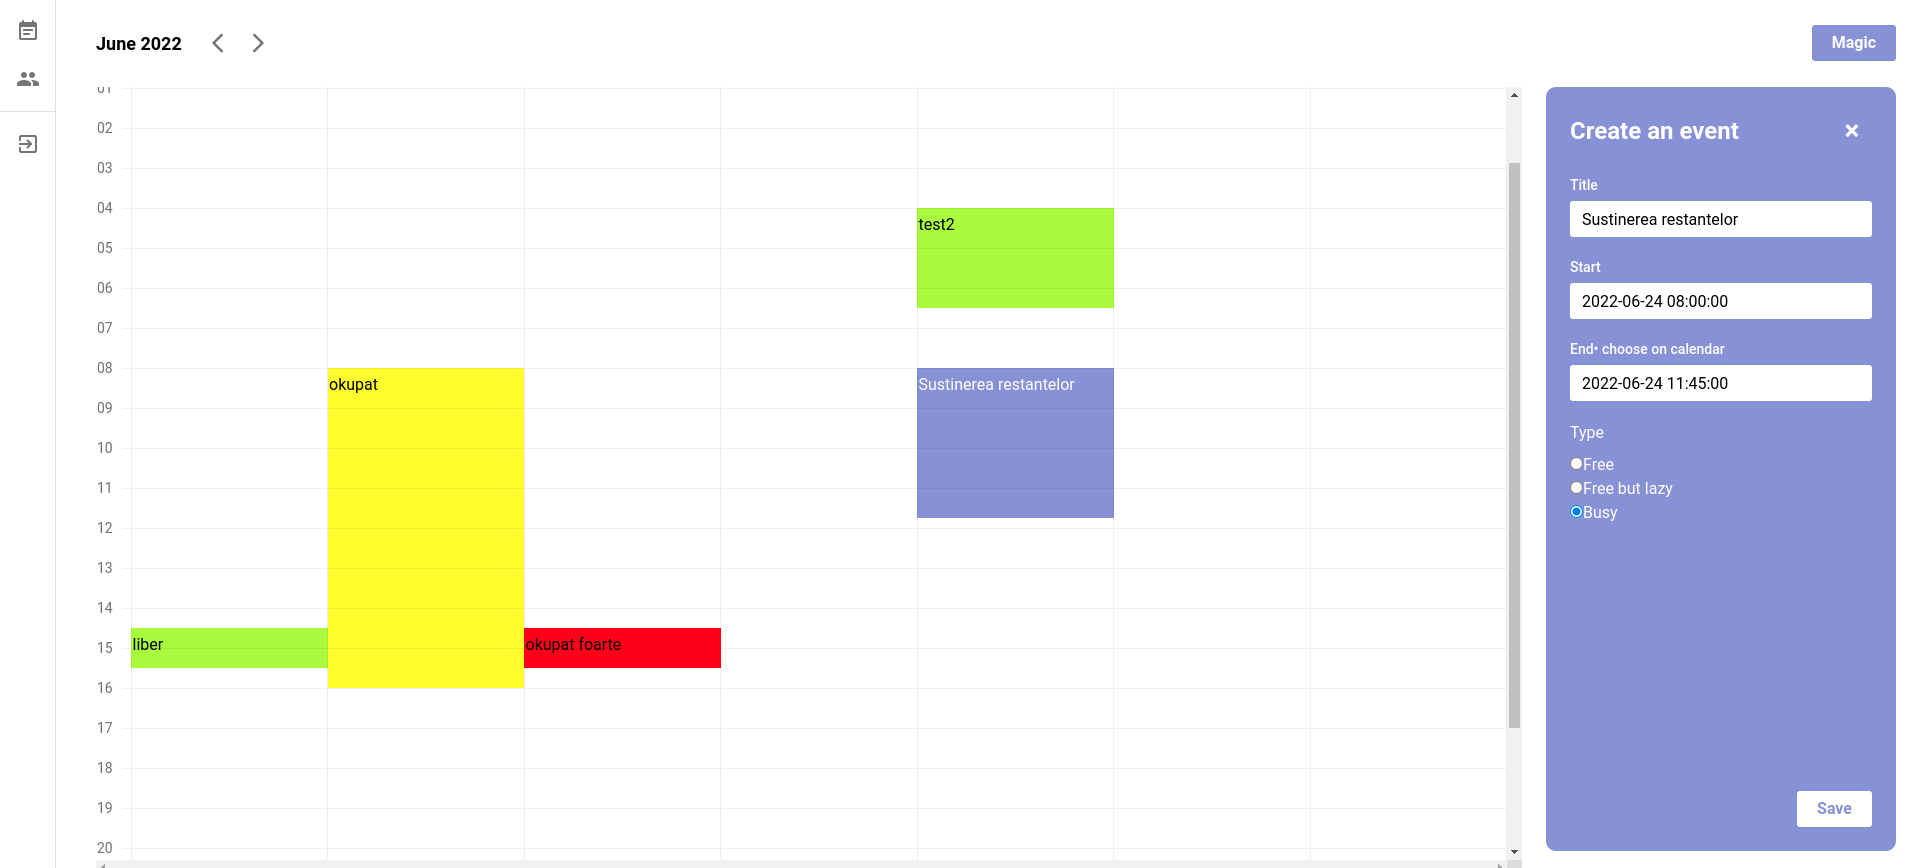 June 2022
Magic
01
02
03
04
05
06
07
08
09
10
11
12
13
14
15
16
17
18
19
20
liber
okupat
okupat foarte
test2
Sustinerea restantelor
Create an event
Title
Sustinerea restantelor
Start
2022-06-24 08:00:00
End• choose on calendar
2022-06-24 11:45:00
Type
Free
Free but lazy
Busy
Save